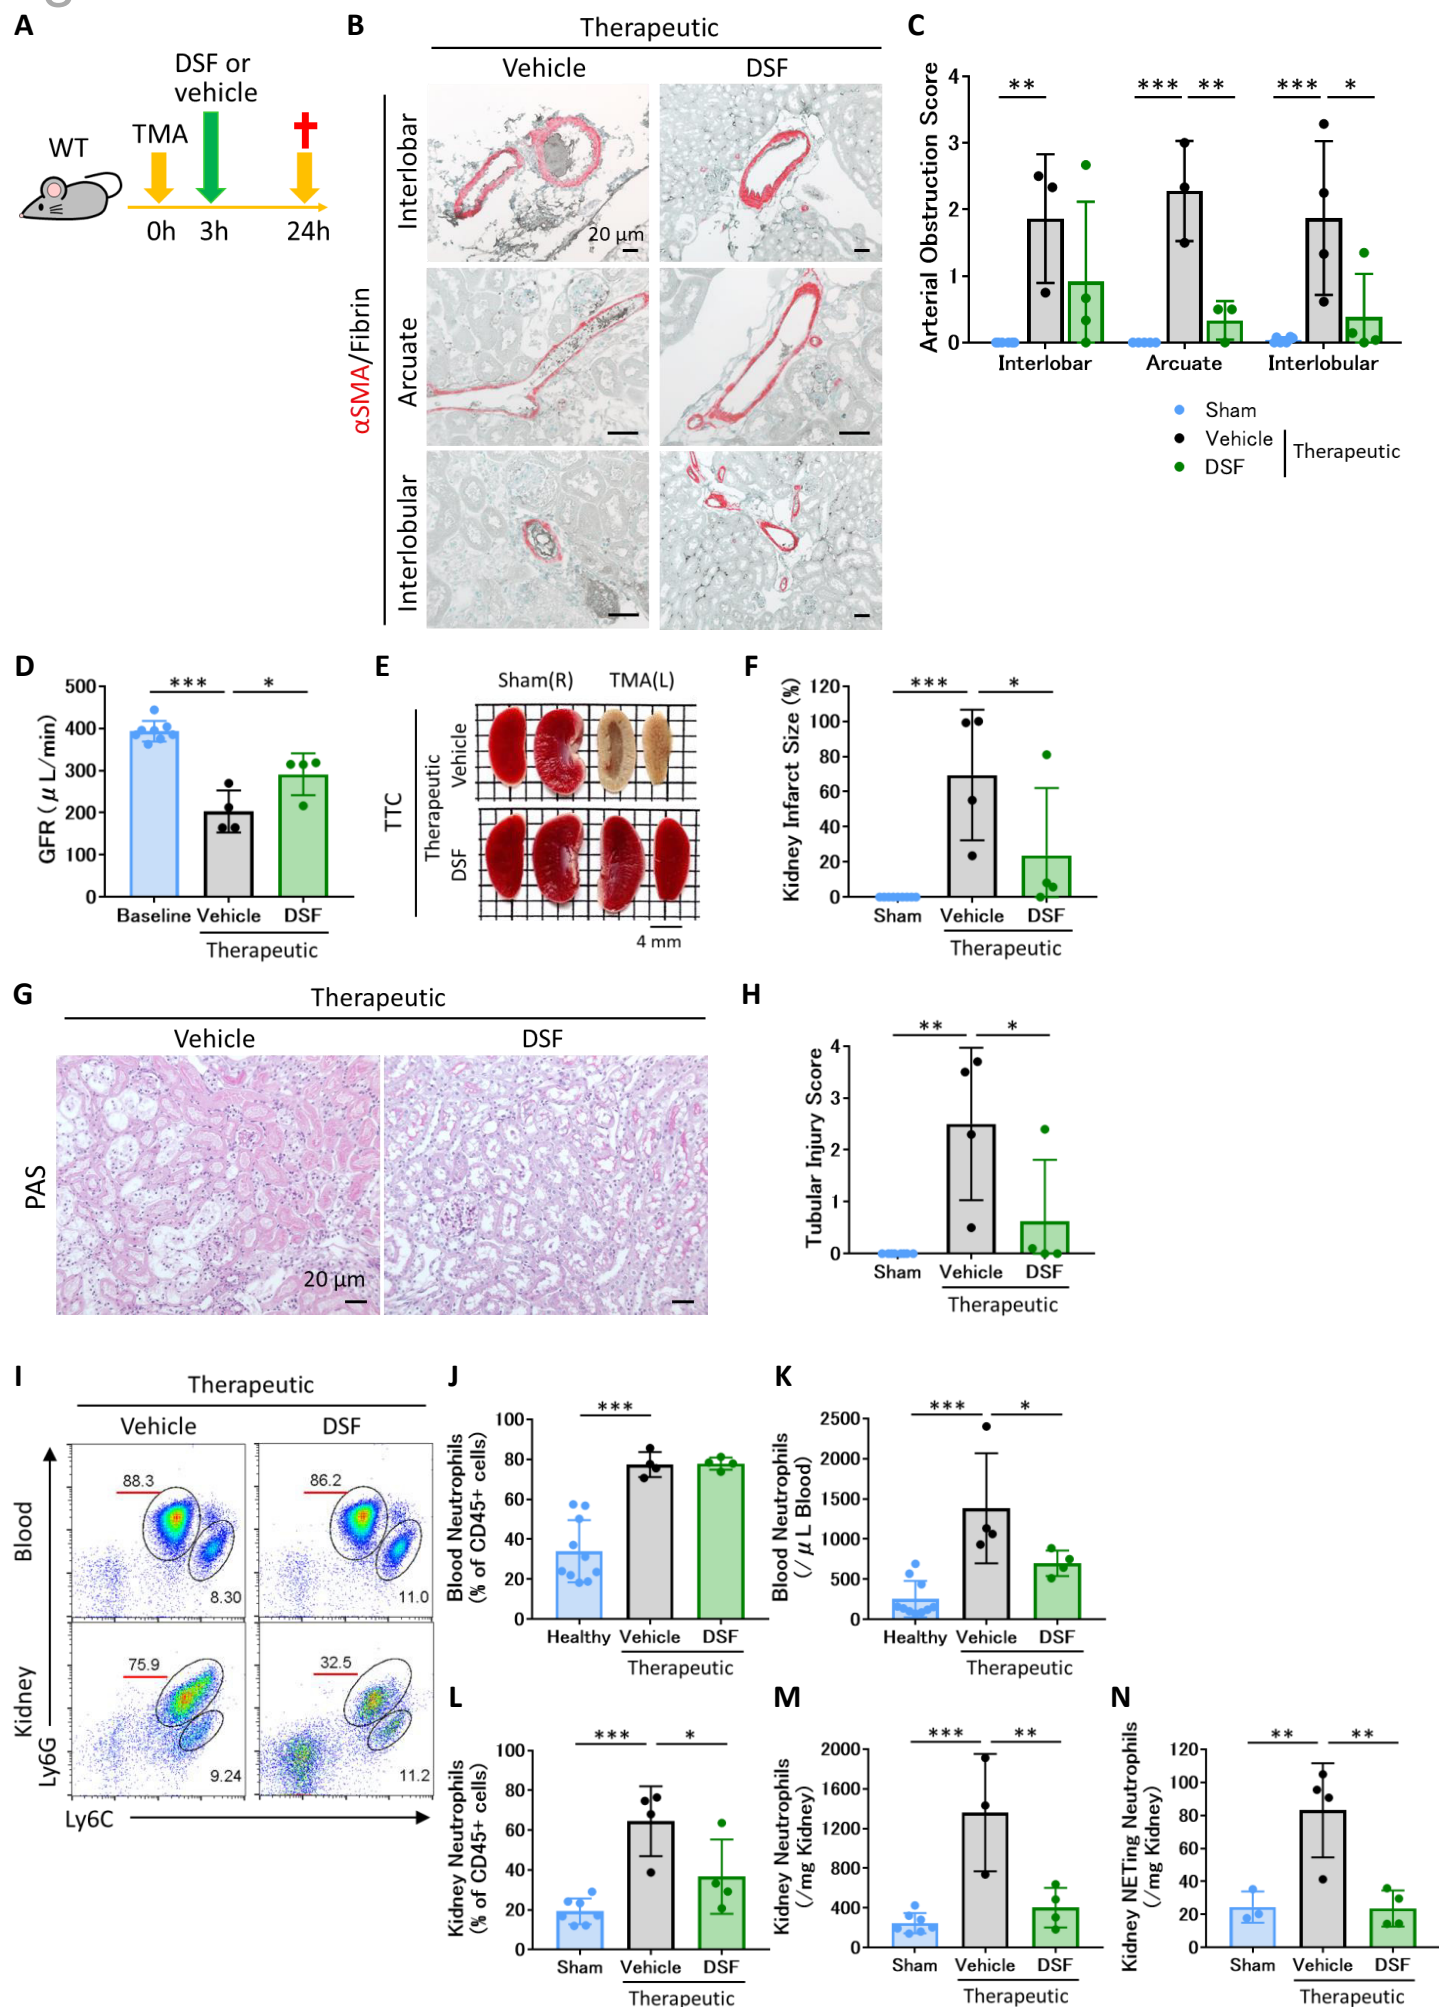 A
WT
TMA
DSF or
vehicle
0h 3h 24h
B
Therapeutic
Vehicle DSF
αSMA/Fibrin
Interlobar
20 μm
Arcuate
Interlobular
C
Arterial Obstruction Score
4
3
2
1
0
** *** ** *** *
Interlobar Arcuate Interlobular
Sham
Vehicle
DSF
Therapeutic
D
GFR (μL/min)
500
400
300
200
100
0
*** *
Baseline Vehicle DSF
Therapeutic
E
Sham(R) TMA(L)
TTC
Therapeutic
Vehicle
DSF
4 mm
F
Kidney Infarct Size (%)
120
100
80
60
40
20
0
*** *
Sham Vehicle DSF
Therapeutic
G
Therapeutic
Vehicle DSF
PAS
20 μm
H
Tubular Injury Score
4
3
2
1
0
** *
Sham Vehicle DSF
Therapeutic
I
Therapeutic
Vehicle DSF
Blood
88.3 86.2
8.30 11.0
Kidney
75.9 32.5
9.24 11.2
Ly6G
Ly6C
J
Blood Neutrophils
(% of CD45+ cells)
100
80
60
40
20
0
***
Healthy Vehicle DSF
Therapeutic
K
Blood Neutrophils
(/μL Blood)
2500
2000
1500
1000
500
0
*** *
Healthy Vehicle DSF
Therapeutic
L
Kidney Neutrophils
(% of CD45+ cells)
100
80
60
40
20
0
*** *
Sham Vehicle DSF
Therapeutic
M
Kidney Neutrophils
(/mg Kidney)
2000
1600
1200
800
400
0
*** **
Sham Vehicle DSF
Therapeutic
N
Kidney NETing Neutrophils
(/mg Kidney)
120
100
80
60
40
20
0
** **
Sham Vehicle DSF
Therapeutic